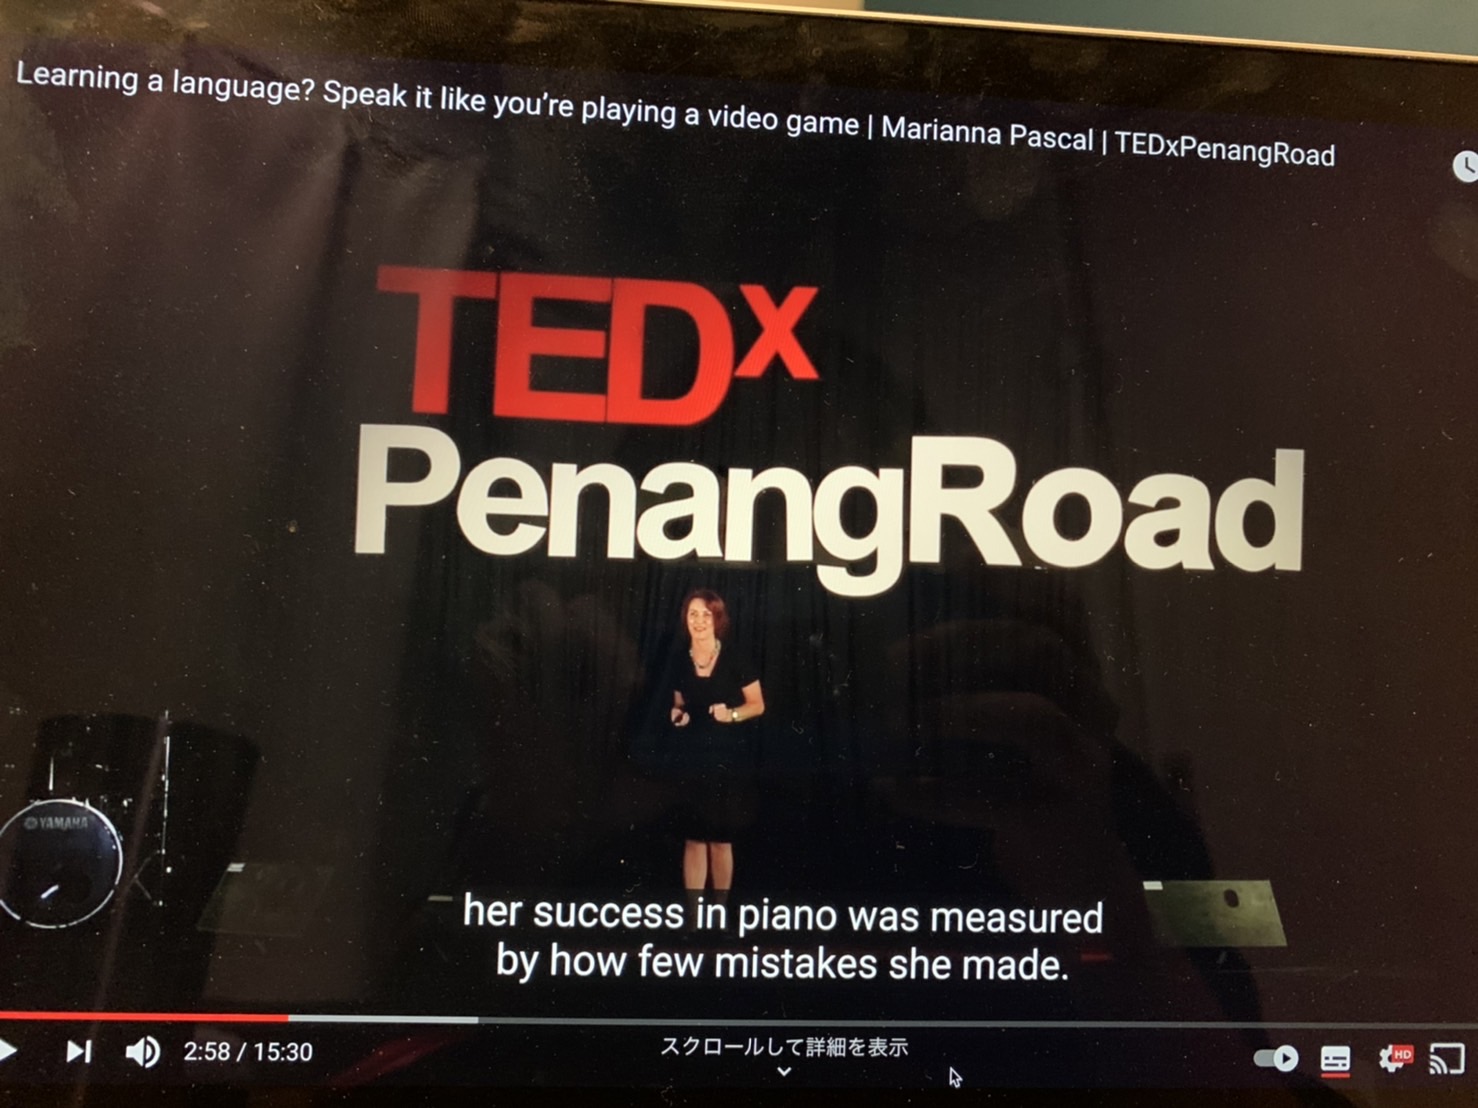 Learning a language? Speak it like you're playing a video game | Marianna Pascal | TEDxPenangRoad
TEDx
PenangRoad
YAMAHA
her success in piano was measured
by how few mistakes she made.
2:58 / 15:30
スクロールして詳細を表示
HD